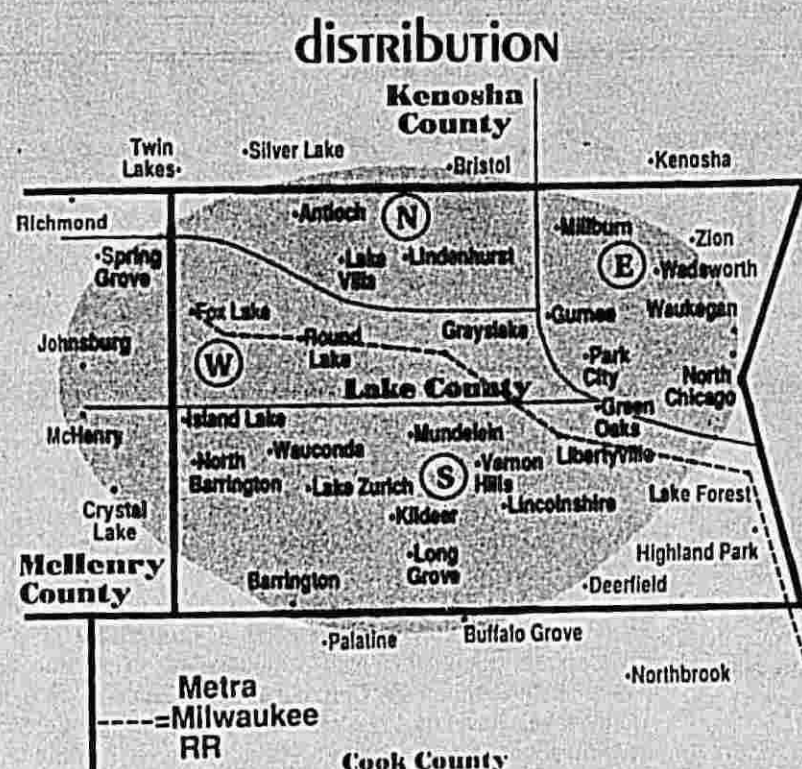 distribution
Kenosha
County
Twin
Lakes
Silver Lake
Bristol
Kenosha
Richmond
Antioch
N
Millburn
Zion
Spring
Grove
Lake
Villa
Lindenhurst
E
Wadsworth
Fox Lake
Gurnee
Waukegan
Johnsburg
Round
Lake
Grayslake
W
Park
City
North
Chicago
Lake County
McHenry
Island Lake
Green
Oaks
Mundelein
Wauconda
North
Barrington
Lake Zurich
S
Vernon
Hills
Libertyville
Lincolnshire
Lake Forest
Crystal
Lake
Kildeer
Highland Park
McHenry
County
Long
Grove
Barrington
Deerfield
Palatine
Buffalo Grove
Northbrook
Metra
----=Milwaukee
RR
Cook County